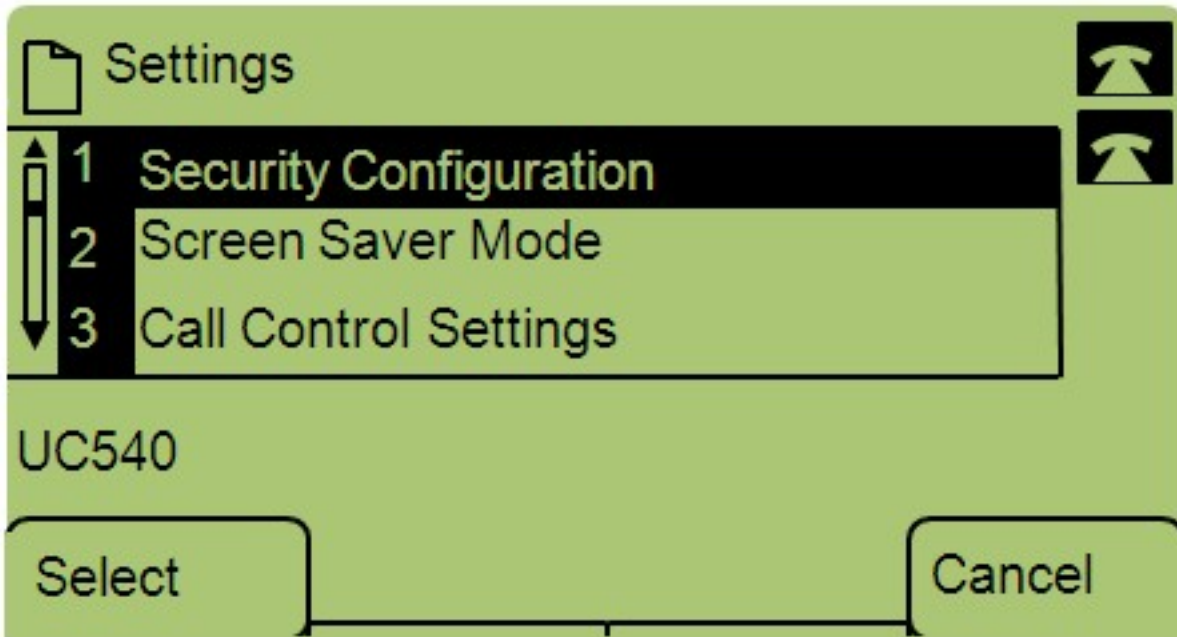 Settings
1 Security Configuration
2 Screen Saver Mode
3 Call Control Settings
UC540
Select Cancel